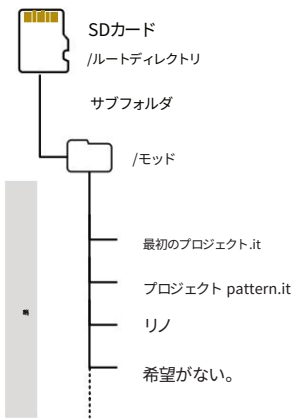 SDカード
/ルートディレクトリ
サブフォルダ
/モッド
最初のプロジェクト.it
プロジェクト pattern.it
リノ
希望がない。